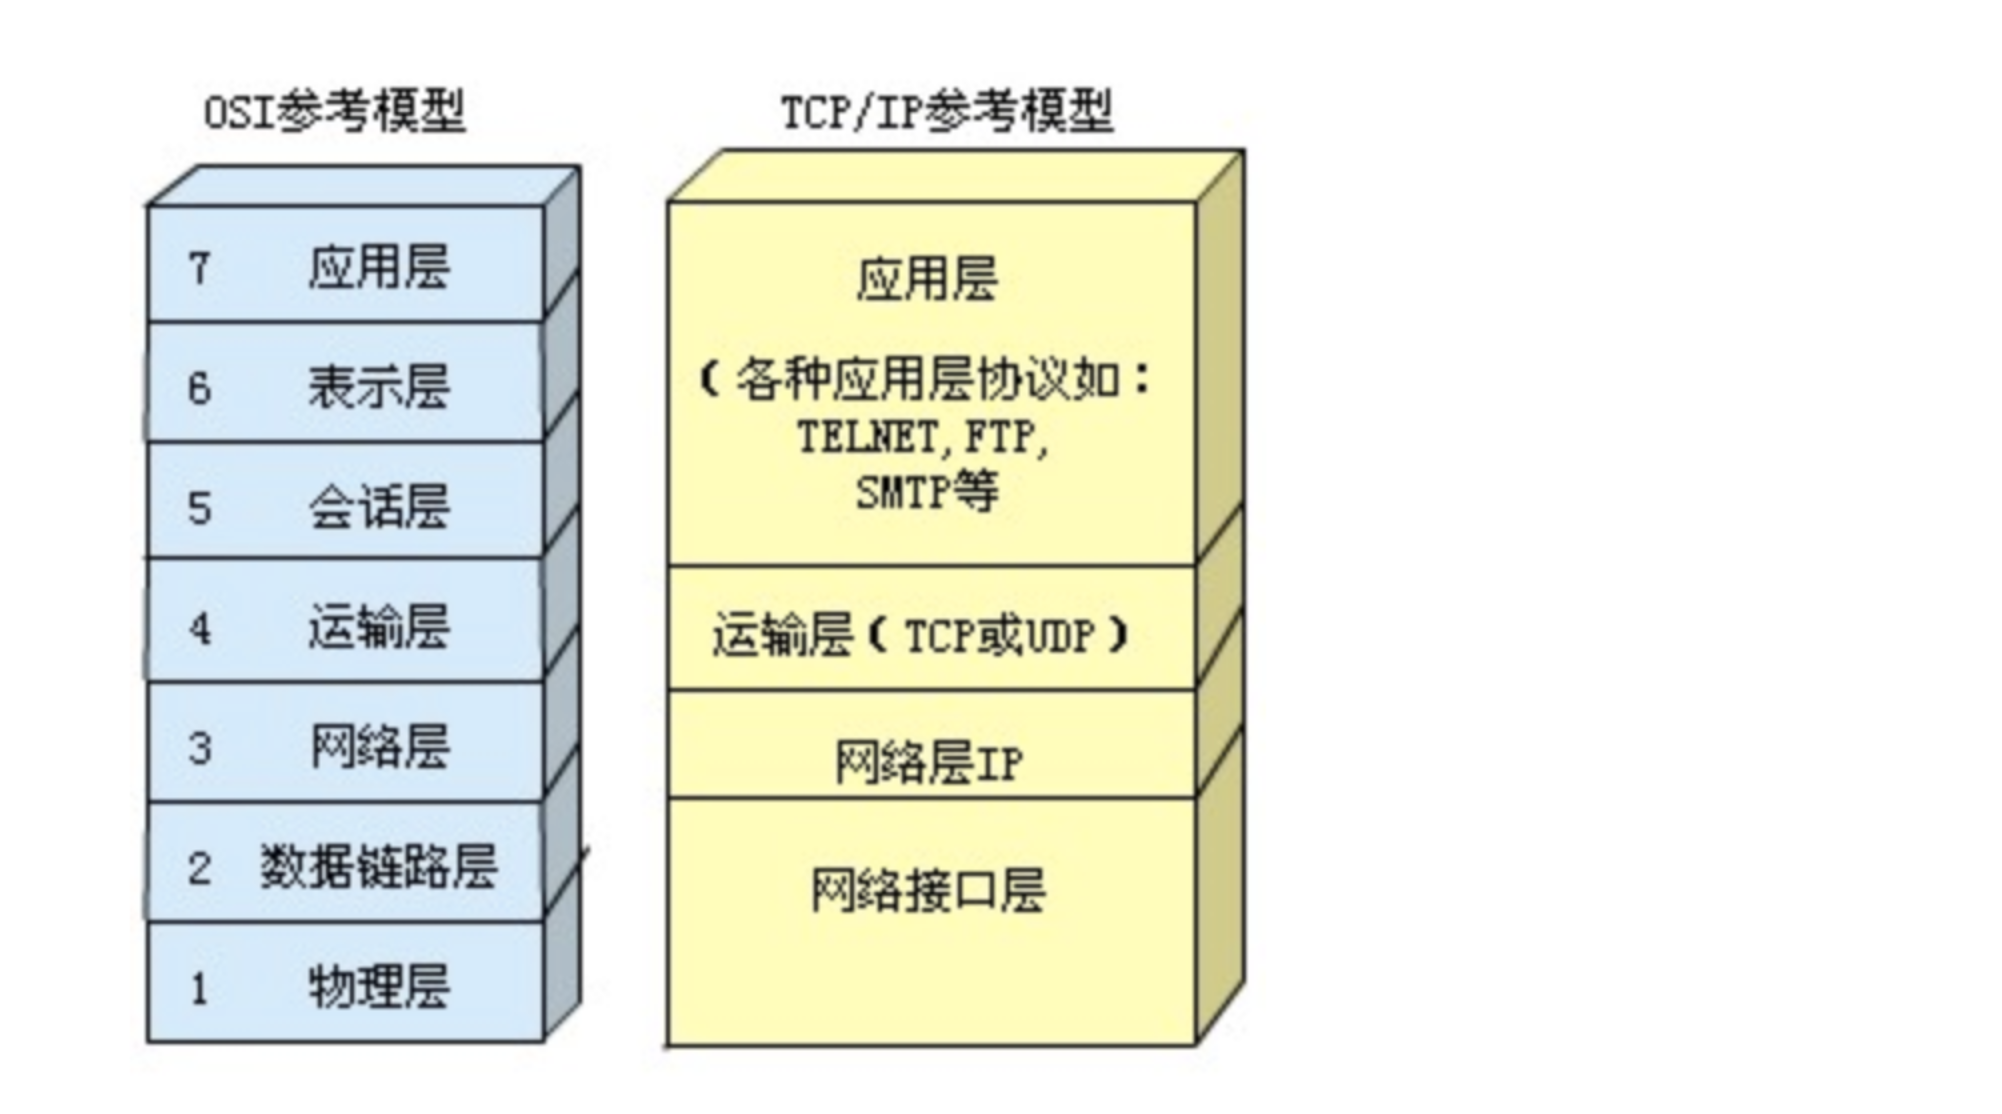 OSI参考模型
7 应用层
6 表示层
5 会话层
4 运输层
3 网络层
2 数据链路层
1 物理层
TCP/IP参考模型
应用层
(各种应用层协议如:
TELNET,FTP,
SMTP等
运输层(TCP或UDP)
网络层IP
网络接口层